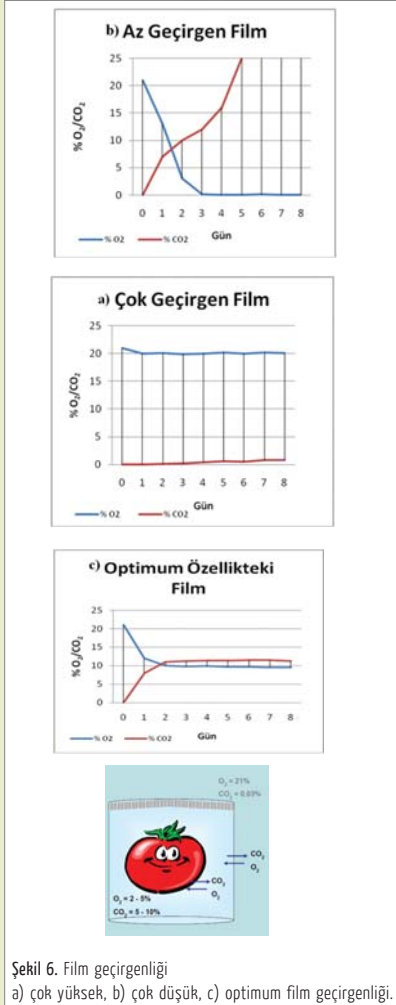 b) Az Geçirgen Film
25
20
15
10
5
0
% O₂/CO₂
0 1 2 3 4 5 6 7 8
Gün
% O2 % CO2
a) Çok Geçirgen Film
25
20
15
10
5
0
% O₂/CO₂
0 1 2 3 4 5 6 7 8
Gün
% O2 % CO2
c) Optimum Özellikteki
Film
25
20
15
10
5
0
% O₂/CO₂
0 1 2 3 4 5 6 7 8
Gün
% O2 % CO2
O₂ = 21%
CO₂ = 0.03%
CO₂
O₂
CO₂
O₂
O₂ = 2 - 5%
CO₂ = 5 - 10%
Şekil 6. Film geçirgenliği
a) çok yüksek, b) çok düşük, c) optimum film geçirgenliği.